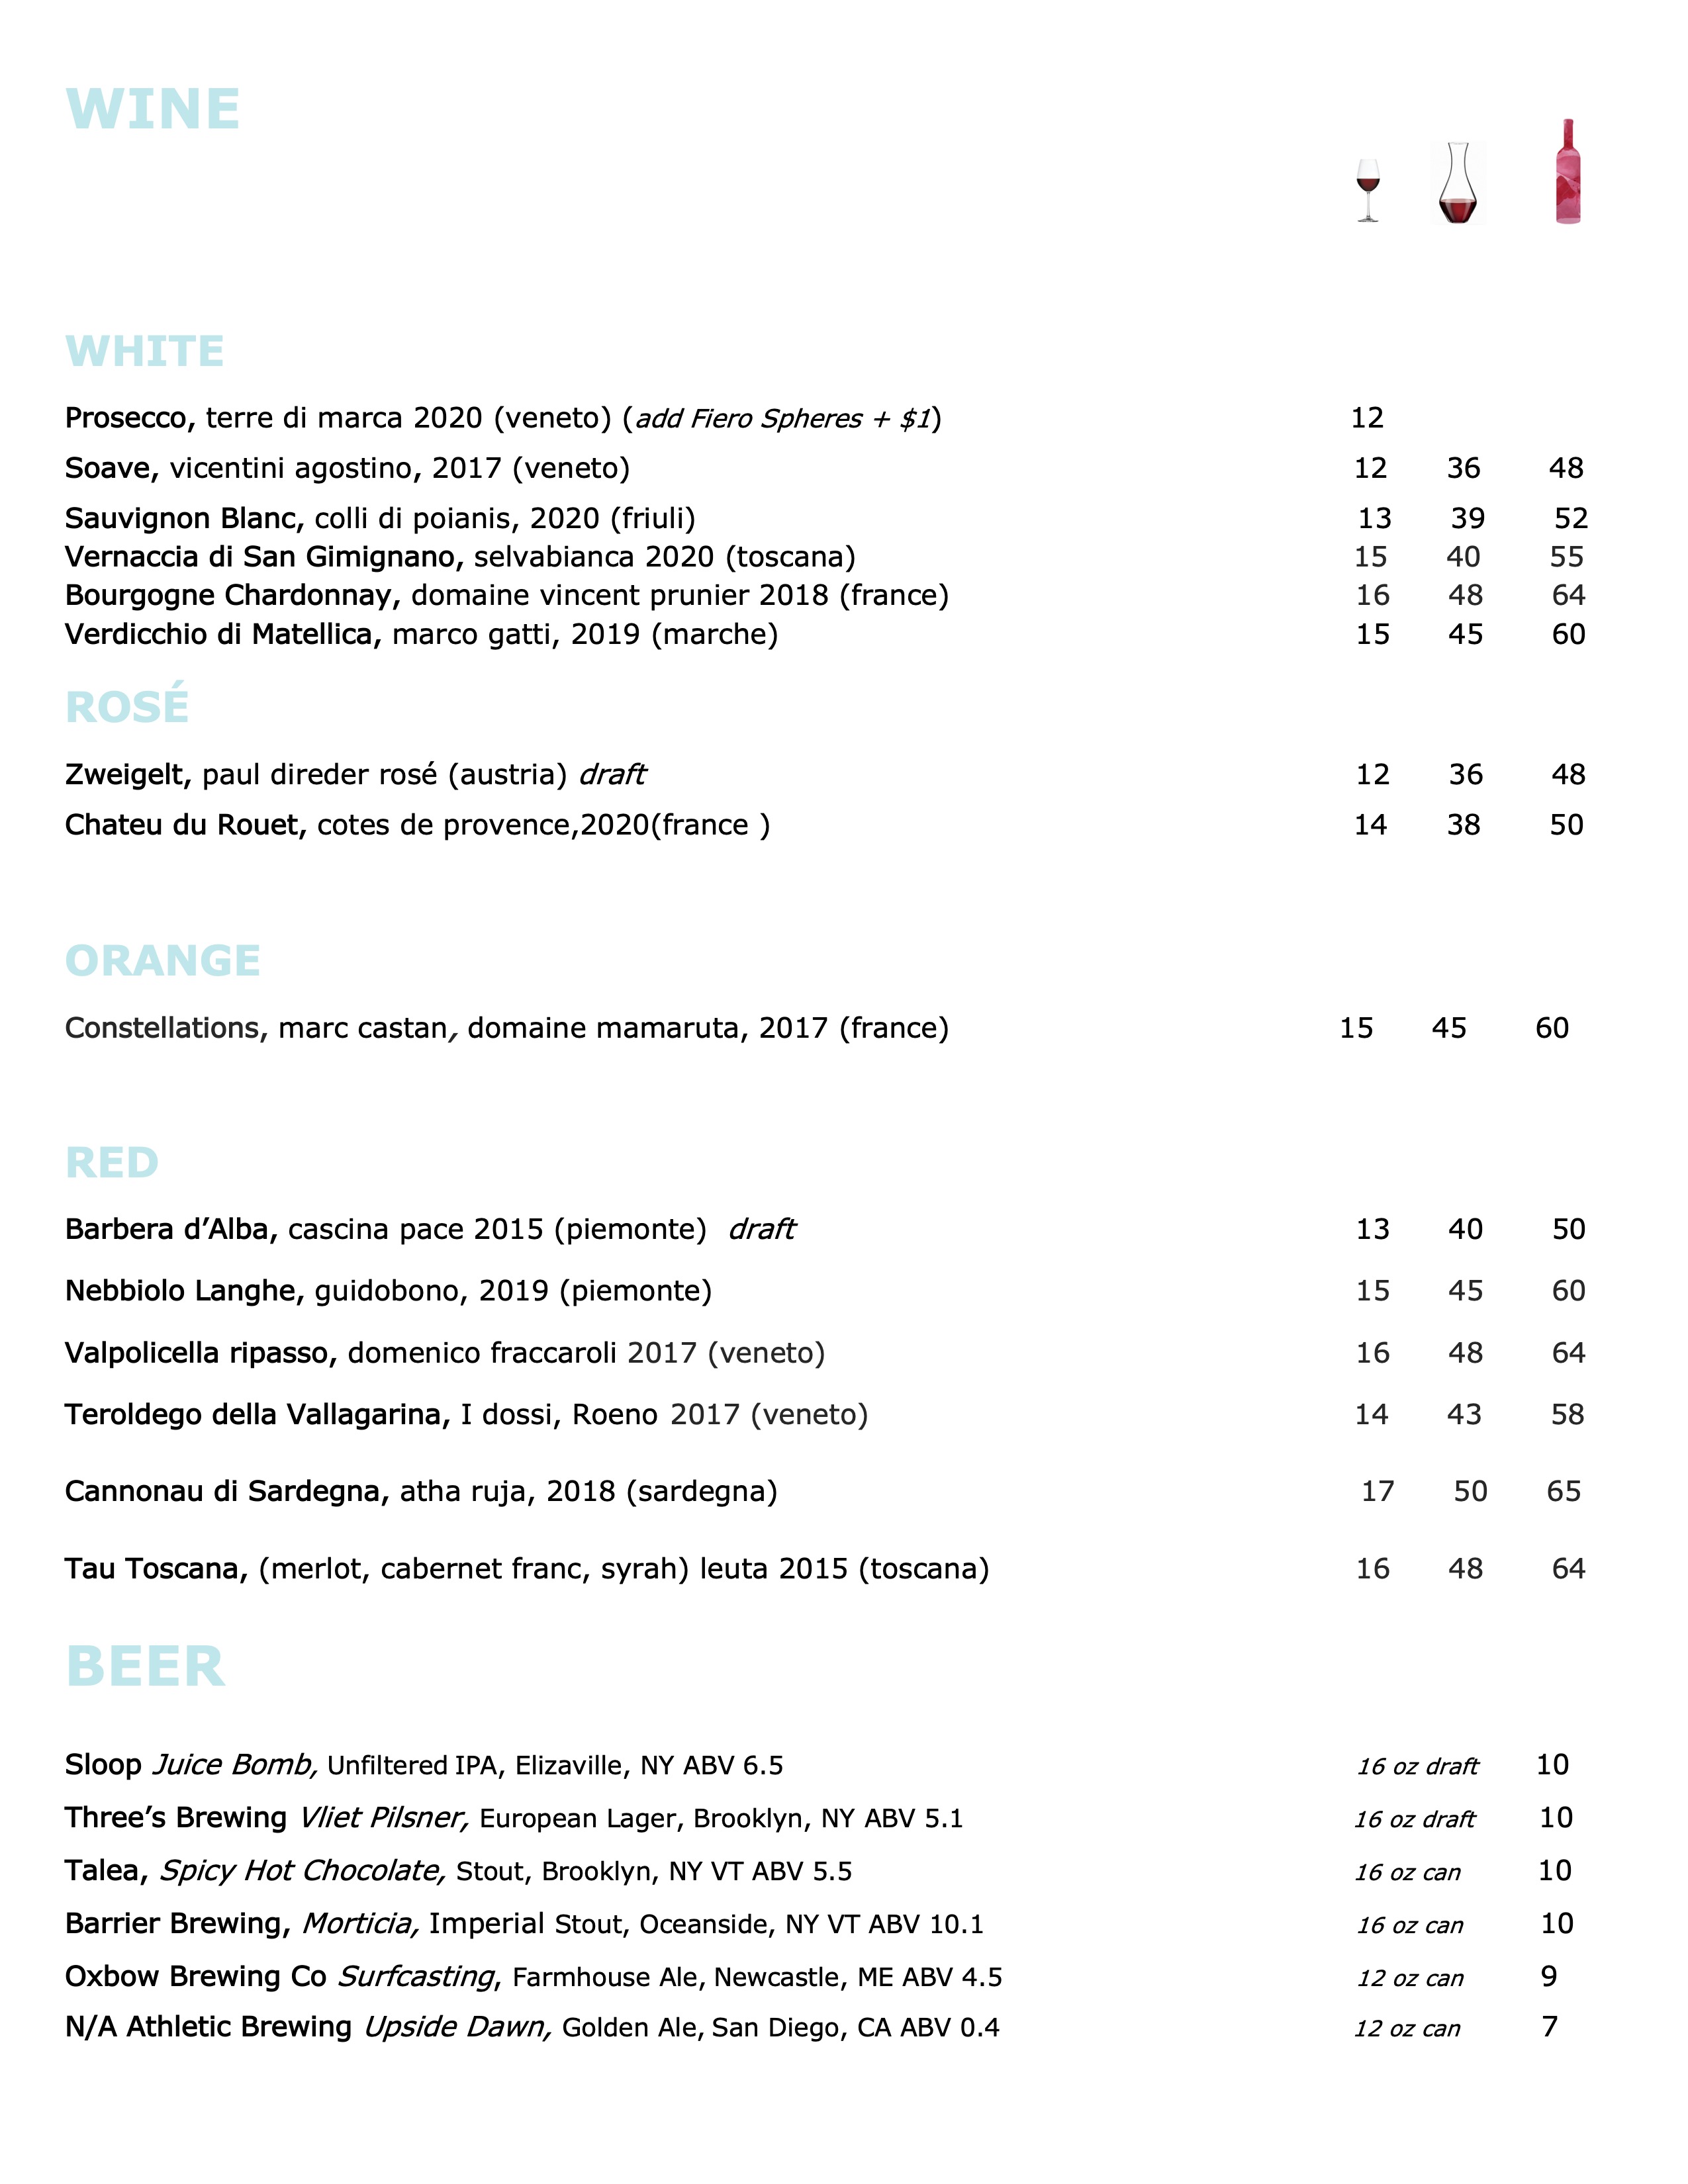 WINE
WHITE
Prosecco, terre di marca 2020 (veneto) (add Fiero Spheres + $1) 12
Soave, vicentini agostino, 2017 (veneto) 12 36 48
Sauvignon Blanc, colli di poianis, 2020 (friuli) 13 39 52
Vernaccia di San Gimignano, selvabianca 2020 (toscana) 15 40 55
Bourgogne Chardonnay, domaine vincent prunier 2018 (france) 16 48 64
Verdicchio di Matellica, marco gatti, 2019 (marche) 15 45 60
ROSÉ
Zweigelt, paul direder rosé (austria) draft 12 36 48
Chateu du Rouet, cotes de provence,2020(france ) 14 38 50
ORANGE
Constellations, marc castan, domaine mamaruta, 2017 (france) 15 45 60
RED
Barbera d’Alba, cascina pace 2015 (piemonte) draft 13 40 50
Nebbiolo Langhe, guidobono, 2019 (piemonte) 15 45 60
Valpolicella ripasso, domenico fraccaroli 2017 (veneto) 16 48 64
Teroldego della Vallagarina, I dossi, Roeno 2017 (veneto) 14 43 58
Cannonau di Sardegna, atha ruja, 2018 (sardegna) 17 50 65
Tau Toscana, (merlot, cabernet franc, syrah) leuta 2015 (toscana) 16 48 64
BEER
Sloop Juice Bomb, Unfiltered IPA, Elizaville, NY ABV 6.5 16 oz draft 10
Three’s Brewing Vliet Pilsner, European Lager, Brooklyn, NY ABV 5.1 16 oz draft 10
Talea, Spicy Hot Chocolate, Stout, Brooklyn, NY VT ABV 5.5 16 oz can 10
Barrier Brewing, Morticia, Imperial Stout, Oceanside, NY VT ABV 10.1 16 oz can 10
Oxbow Brewing Co Surfcasting, Farmhouse Ale, Newcastle, ME ABV 4.5 12 oz can 9
N/A Athletic Brewing Upside Dawn, Golden Ale, San Diego, CA ABV 0.4 12 oz can 7